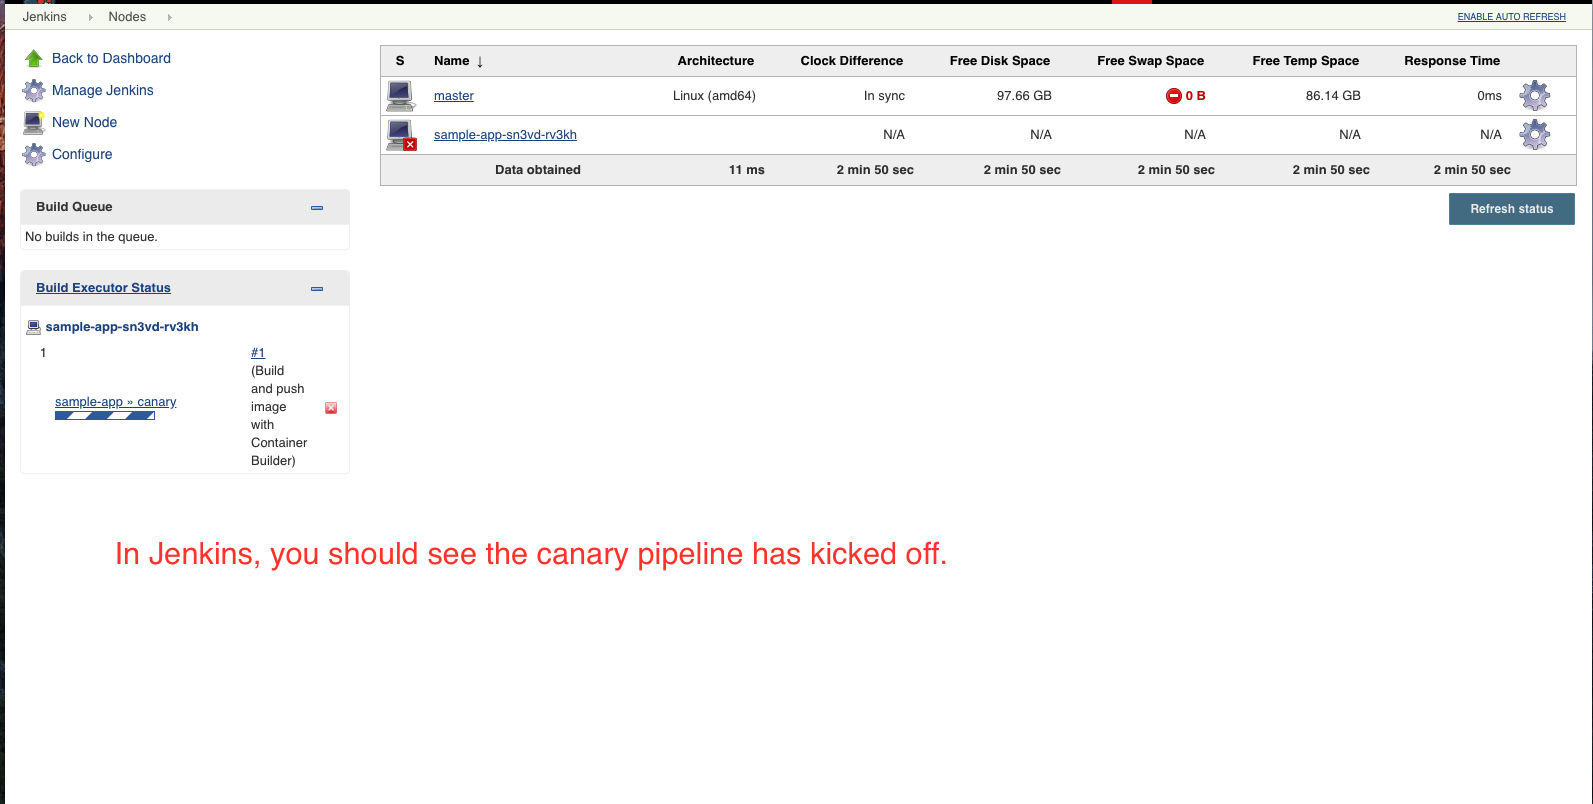 Jenkins Nodes ENABLE AUTO REFRESH
Back to Dashboard
Manage Jenkins
New Node
Configure
Build Queue
No builds in the queue.
Build Executor Status
sample-app-sn3vd-rv3kh
1
sample-app » canary
#1
(Build
and push
image
with
Container
Builder)
S Name ↓ Architecture Clock Difference Free Disk Space Free Swap Space Free Temp Space Response Time
master Linux (amd64) In sync 97.66 GB 0 B 86.14 GB 0ms
sample-app-sn3vd-rv3kh N/A N/A N/A N/A N/A
Data obtained 11 ms 2 min 50 sec 2 min 50 sec 2 min 50 sec 2 min 50 sec 2 min 50 sec
Refresh status
In Jenkins, you should see the canary pipeline has kicked off.